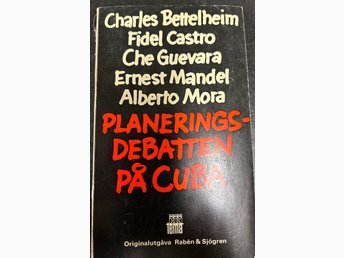 Charles Bettelheim
Fidel Castro
Che Guevara
Ernest Mandel
Alberto Mora
PLANERINGS-
DEBATTEN
PÅ CUBA
tema
Originalutgåva Rabén & Sjögren